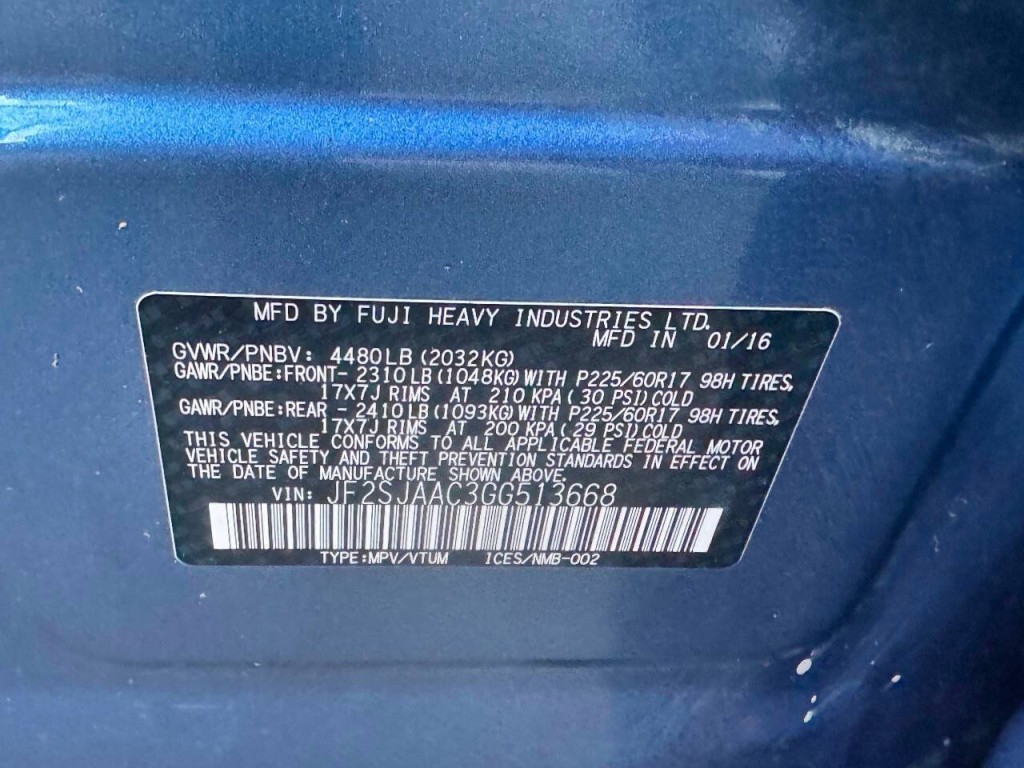 MFD BY FUJI HEAVY INDUSTRIES LTD.
MFD IN 01/16
GVWR/PNBV: 4480LB (2032KG)
GAWR/PNBE:FRONT- 2310LB (1048KG) WITH P225/60R17 98H TIRES,
17X7J RIMS AT 210 KPA (30 PSI) COLD
GAWR/PNBE:REAR - 2410LB (1093KG) WITH P225/60R17 98H TIRES,
17X7J RIMS AT 200 KPA (29 PSI) COLD
THIS VEHICLE CONFORMS TO ALL APPLICABLE FEDERAL MOTOR
VEHICLE SAFETY AND THEFT PREVENTION STANDARDS IN EFFECT ON
THE DATE OF MANUFACTURE SHOWN ABOVE.
VIN: JF2SJAAC3GG513668
TYPE:MPV/VTUM ICES/NMB-002